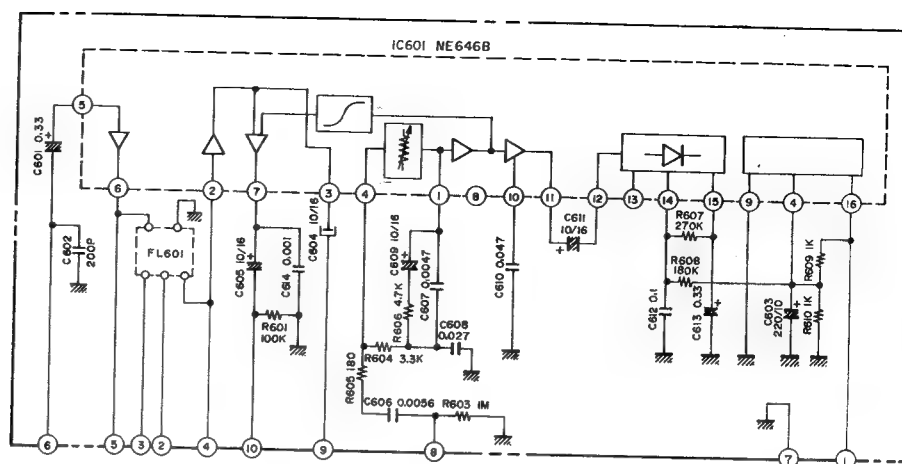 IC601 NE646B
5
6
2
7
3
4
1
8
10
11
12
13
14
15
9
4
16
C601 0.33
+
C602
200P
FL601
C605 10/16
+
C614 0.001
R601
100K
C604 10/16
C609 10/16
+
R606 4.7K
C607 0.0047
C608
0.027
R604 3.3K
R605 180
C606 0.0056
R603 1M
C610 0.047
C611
10/16
+
R607
270K
R608
180K
C612 0.1
C613 0.33
+
C603
220/10
+
R609 1K
R610 1K
6
5
3
2
4
10
9
8
7
1